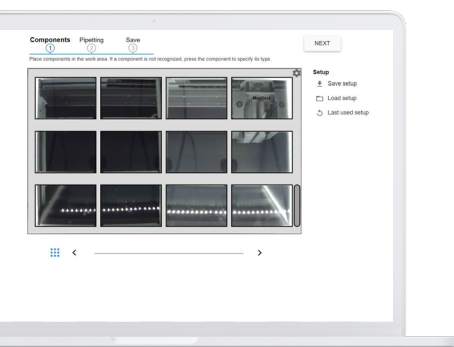 Components Pipetting Save
1 2 3
NEXT
Place components in the work area. If a component is not recognized, press the component to specify its type
Setup
Save setup
Load setup
Last used setup